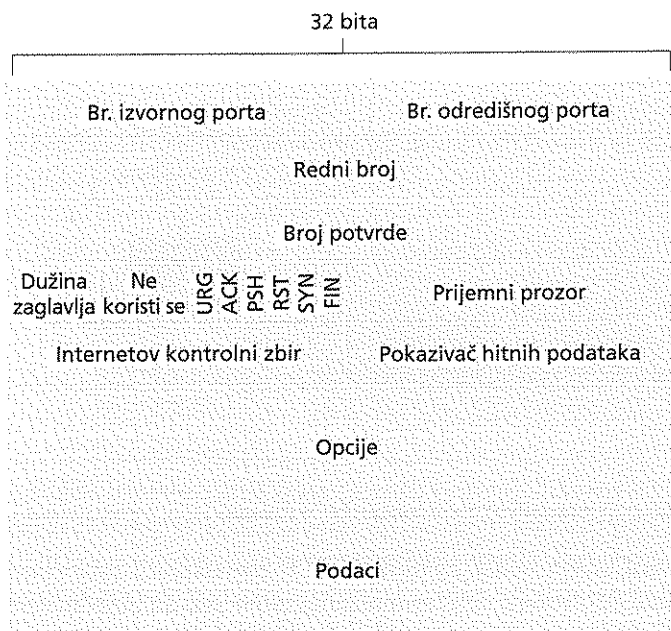 32 bita
Br. izvornog porta
Br. odredišnog porta
Redni broj
Broj potvrde
Dužina
zaglavlja
Ne
koristi se
URG
ACK
PSH
RST
SYN
FIN
Prijemni prozor
Internetov kontrolni zbir
Pokazivač hitnih podataka
Opcije
Podaci